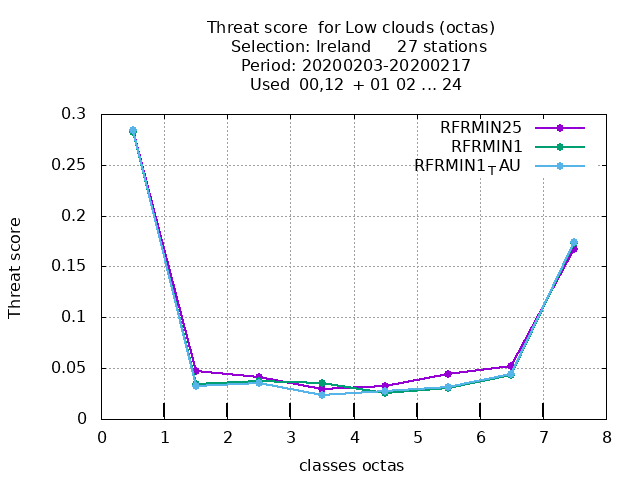 Threat score for Low clouds (octas)
Selection: Ireland 27 stations
Period: 20200203-20200217
Used 00,12 + 01 02 ... 24
RFRMIN25
RFRMIN1
RFRMIN1TAU
0.3
0.25
0.2
0.15
0.1
0.05
0
Threat score
0 1 2 3 4 5 6 7 8
classes octas